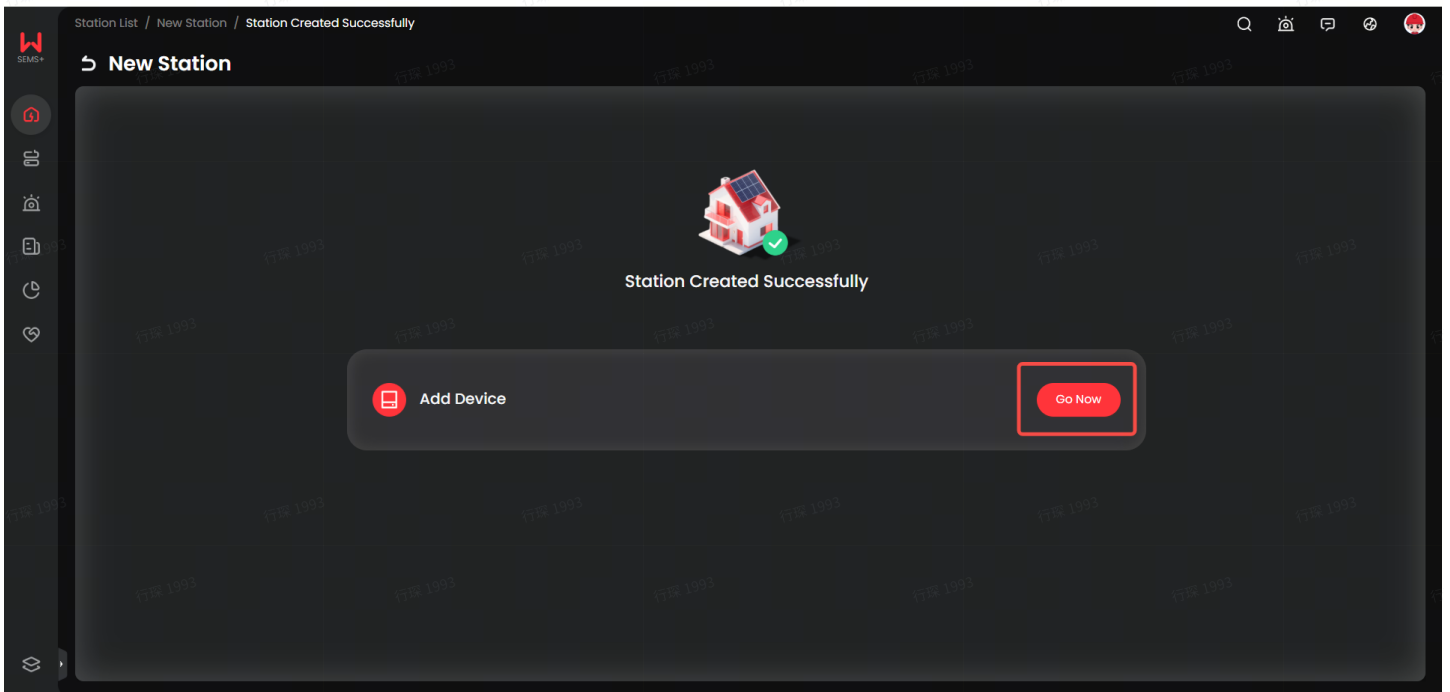 Station List / New Station / Station Created Successfully
SEMS+
New Station
Station Created Successfully
Add Device
Go Now
行琛 1993